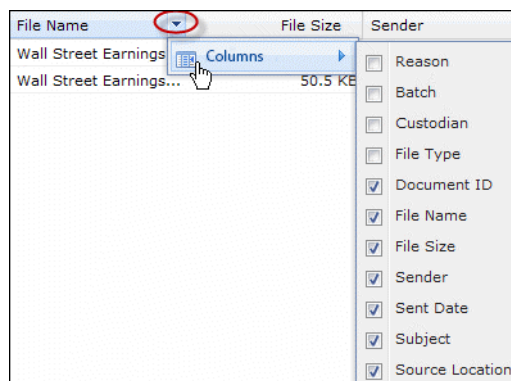 File Name File Size Sender
Wall Street Earnings
Columns
Wall Street Earnings... 50.5 KB
Reason
Batch
Custodian
File Type
Document ID
File Name
File Size
Sender
Sent Date
Subject
Source Location